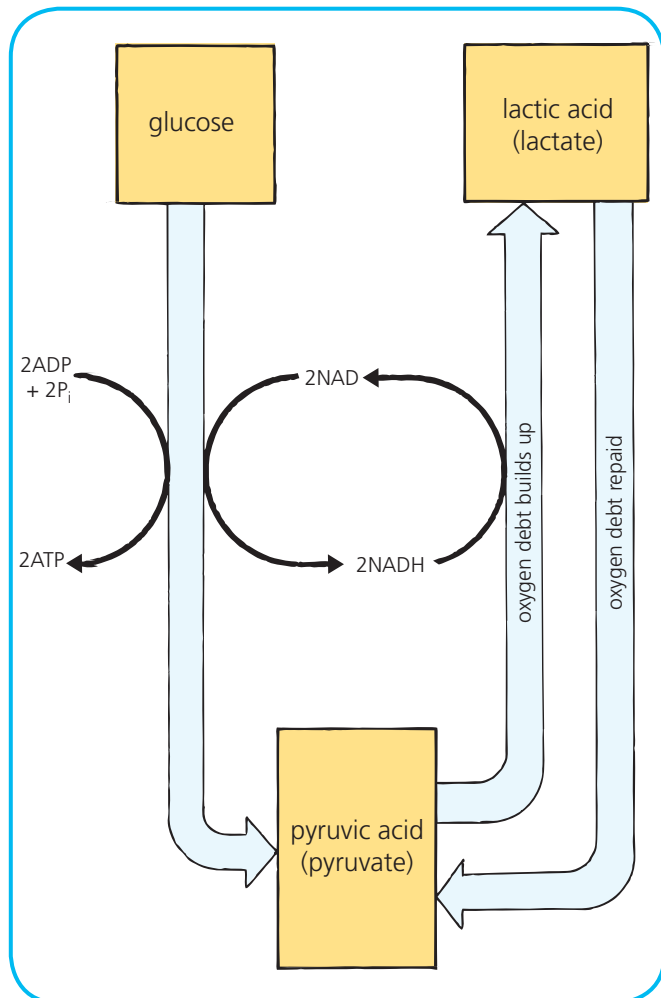 glucose
lactic acid
(lactate)
2ADP
+ 2Pi
2NAD
2ATP
2NADH
oxygen debt builds up
oxygen debt repaid
pyruvic acid
(pyruvate)